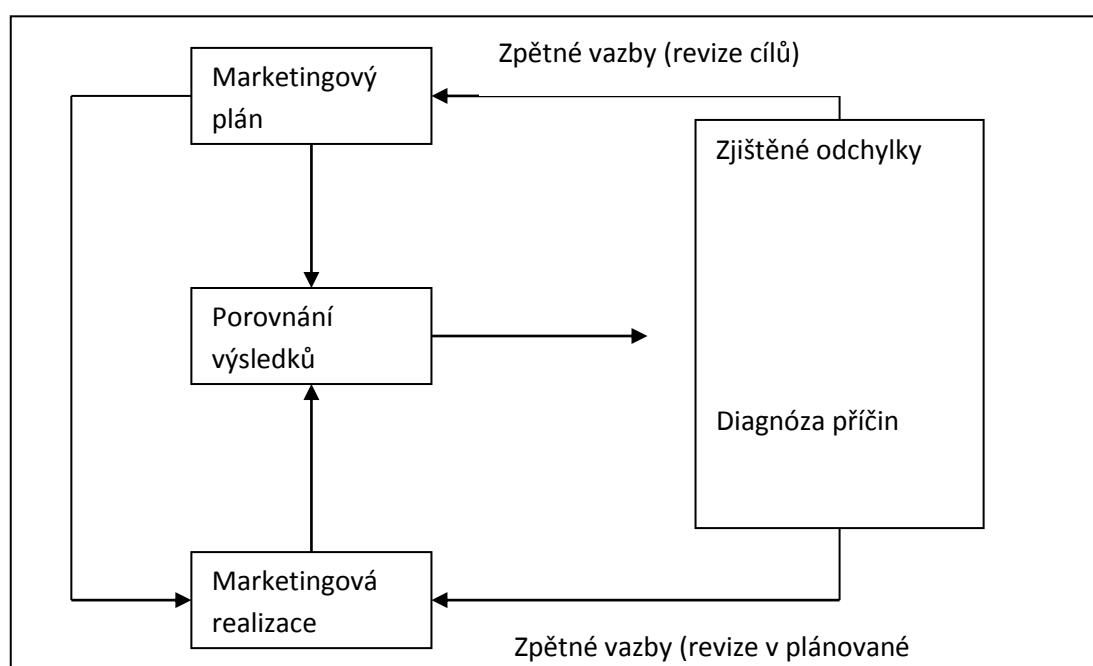 Zpětné vazby (revize cílů)
Marketingový
plán
Zjištěné odchylky
Porovnání
výsledků
Diagnóza příčin
Marketingová
realizace
Zpětné vazby (revize v plánované